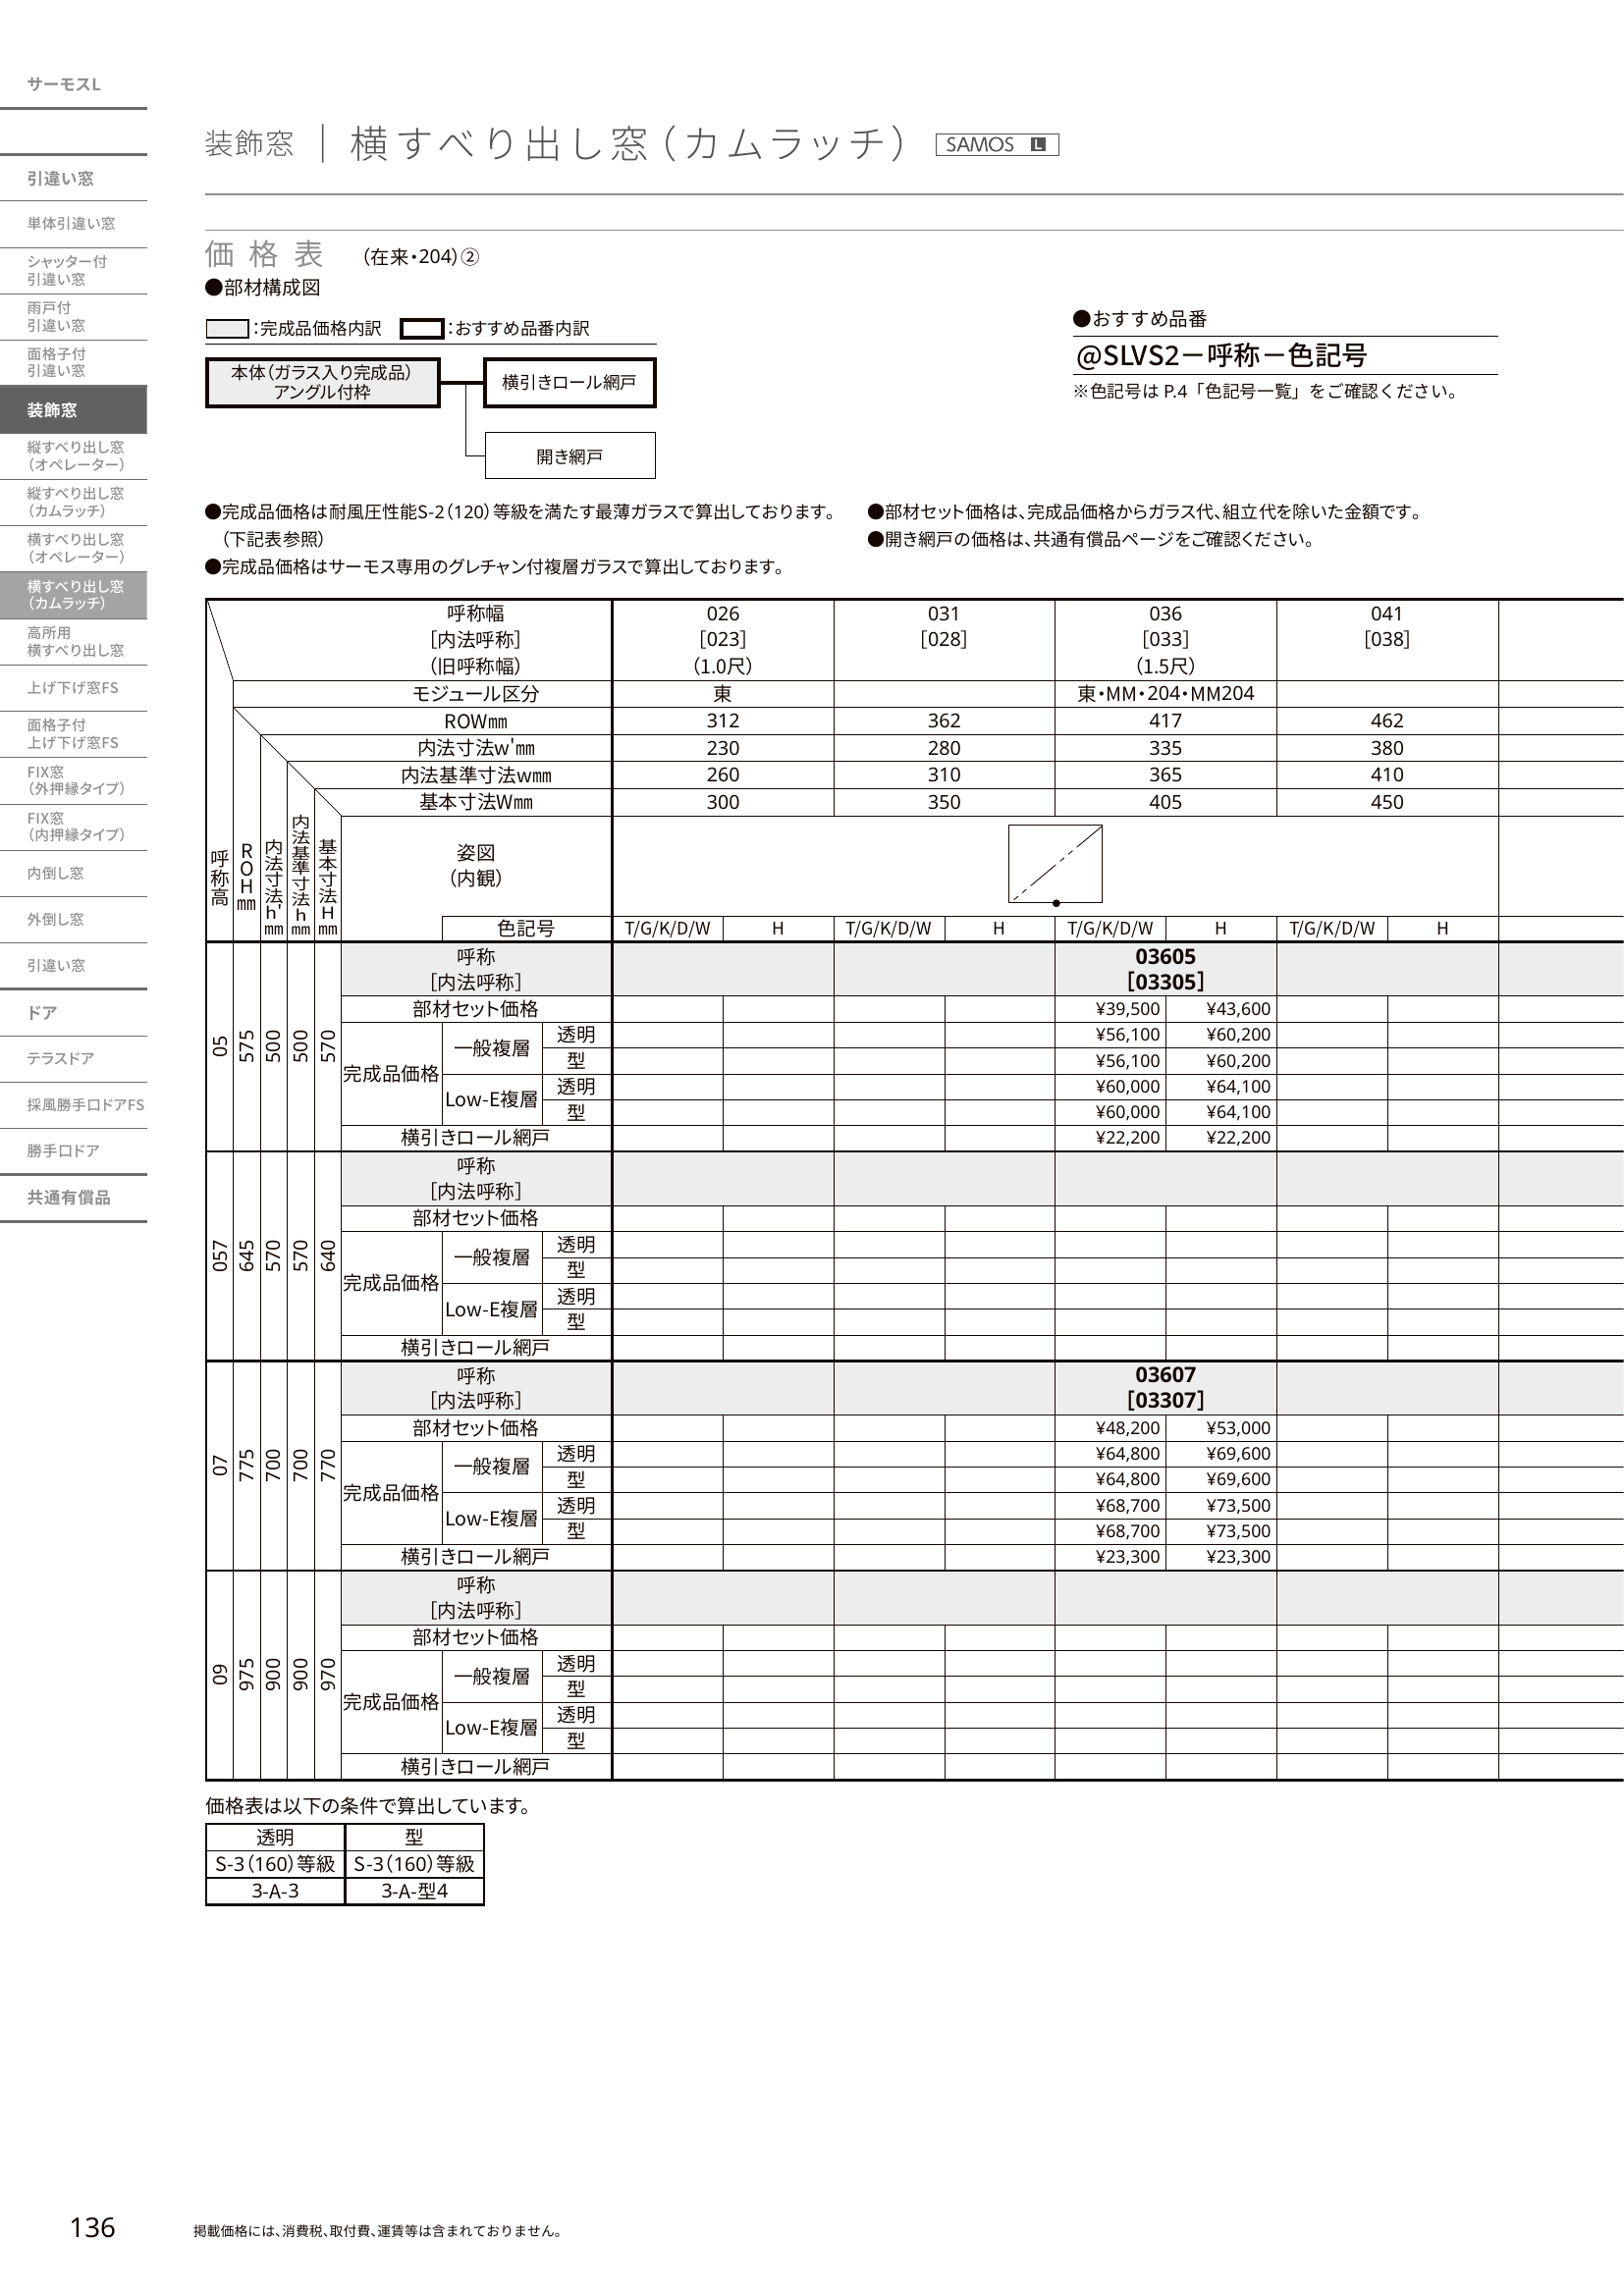 サーモスL
引違い窓
単体引違い窓
シャッター付
引違い窓
雨戸付
引違い窓
面格子付
引違い窓
装飾窓
縦すべり出し窓
（オペレーター）
縦すべり出し窓
（カムラッチ）
横すべり出し窓
（オペレーター）
横すべり出し窓
（カムラッチ）
高所用
横すべり出し窓
上げ下げ窓FS
面格子付
上げ下げ窓FS
FIX窓
（外押縁タイプ）
FIX窓
（内押縁タイプ）
内倒し窓
外倒し窓
引違い窓
ドア
テラスドア
採風勝手口ドアFS
勝手口ドア
共通有償品
装飾窓 横すべり出し窓（カムラッチ） SAMOS L
価格表 （在来・204）②
●部材構成図
：完成品価格内訳 ：おすすめ品番内訳
本体（ガラス入り完成品）
アングル付枠
横引きロール網戸
開き網戸
●おすすめ品番
@SLVS2－呼称－色記号
※色記号は P.4「色記号一覧」をご確認ください。
●完成品価格は耐風圧性能S-2（120）等級を満たす最薄ガラスで算出しております。
（下記表参照）
●完成品価格はサーモス専用のグレチャン付複層ガラスで算出しております。
●部材セット価格は、完成品価格からガラス代、組立代を除いた金額です。
●開き網戸の価格は、共通有償品ページをご確認ください。
呼称幅 026 031 036 041
［内法呼称］ ［023］ ［028］ ［033］ ［038］
（旧呼称幅） （1.0尺） （1.5尺）
モジュール区分 東 東・MM・204・MM204
ROW㎜ 312 362 417 462
内法寸法w'㎜ 230 280 335 380
内法基準寸法w㎜ 260 310 365 410
基本寸法W㎜ 300 350 405 450
呼称高 ROH㎜ 内法寸法h'㎜ 内法基準寸法h㎜ 基本寸法H㎜
姿図
（内観）
色記号 T/G/K/D/W H T/G/K/D/W H T/G/K/D/W H T/G/K/D/W H
05 575 500 500 570
呼称 03605
［内法呼称］ ［03305］
部材セット価格 ¥39,500 ¥43,600
完成品価格 一般複層 透明 ¥56,100 ¥60,200
型 ¥56,100 ¥60,200
Low-E複層 透明 ¥60,000 ¥64,100
型 ¥60,000 ¥64,100
横引きロール網戸 ¥22,200 ¥22,200
057 645 570 570 640
呼称
［内法呼称］
部材セット価格
完成品価格 一般複層 透明
型
Low-E複層 透明
型
横引きロール網戸
07 775 700 700 770
呼称 03607
［内法呼称］ ［03307］
部材セット価格 ¥48,200 ¥53,000
完成品価格 一般複層 透明 ¥64,800 ¥69,600
型 ¥64,800 ¥69,600
Low-E複層 透明 ¥68,700 ¥73,500
型 ¥68,700 ¥73,500
横引きロール網戸 ¥23,300 ¥23,300
09 975 900 900 970
呼称
［内法呼称］
部材セット価格
完成品価格 一般複層 透明
型
Low-E複層 透明
型
横引きロール網戸
価格表は以下の条件で算出しています。
透明 型
S-3（160）等級 S-3（160）等級
3-A-3 3-A-型4
136 掲載価格には、消費税、取付費、運賃等は含まれておりません。